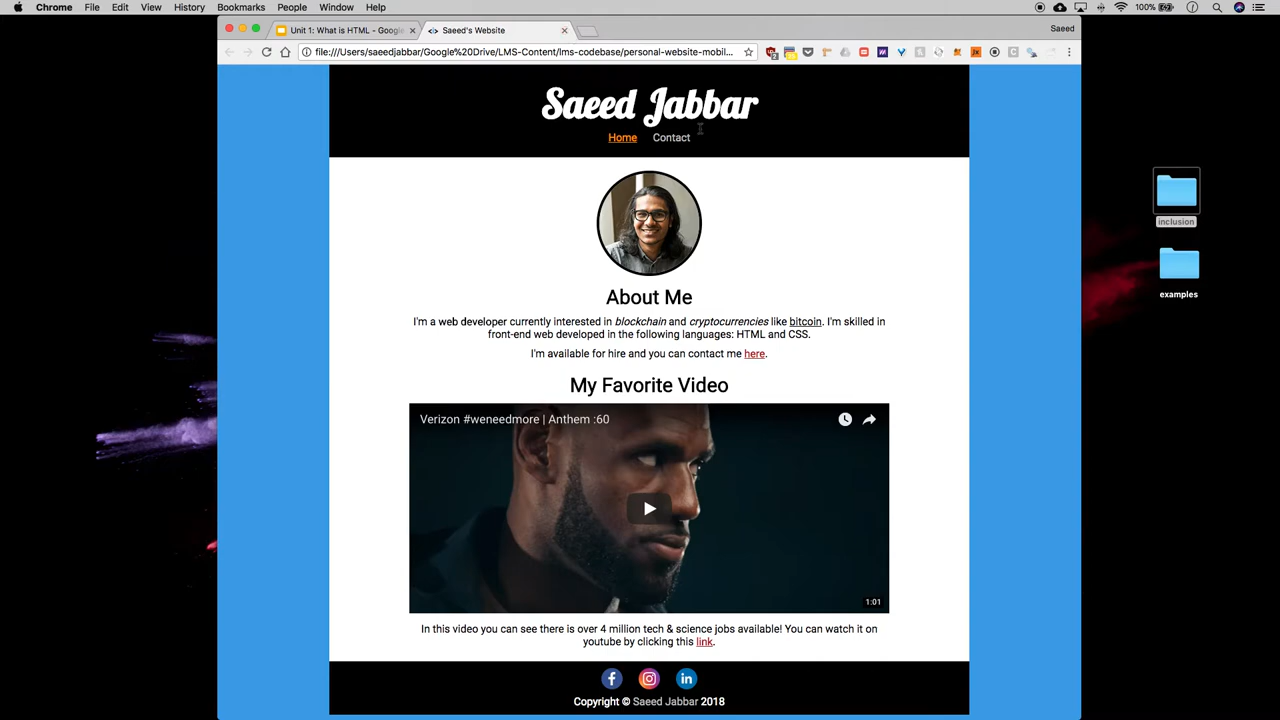 Chrome File Edit View History Bookmarks People Window Help 100%
Unit 1: What is HTML - Google
Saeed's Website
Saeed
file:///Users/saeedjabbar/Google%20Drive/LMS-Content/lms-codebase/personal-website-mobil...
Saeed Jabbar
Home Contact
About Me
I'm a web developer currently interested in blockchain and cryptocurrencies like bitcoin. I'm skilled in
front-end web developed in the following languages: HTML and CSS.
I'm available for hire and you can contact me here.
My Favorite Video
Verizon #weneedmore | Anthem :60
1:01
In this video you can see there is over 4 million tech & science jobs available! You can watch it on
youtube by clicking this link.
Copyright © Saeed Jabbar 2018
inclusion
examples